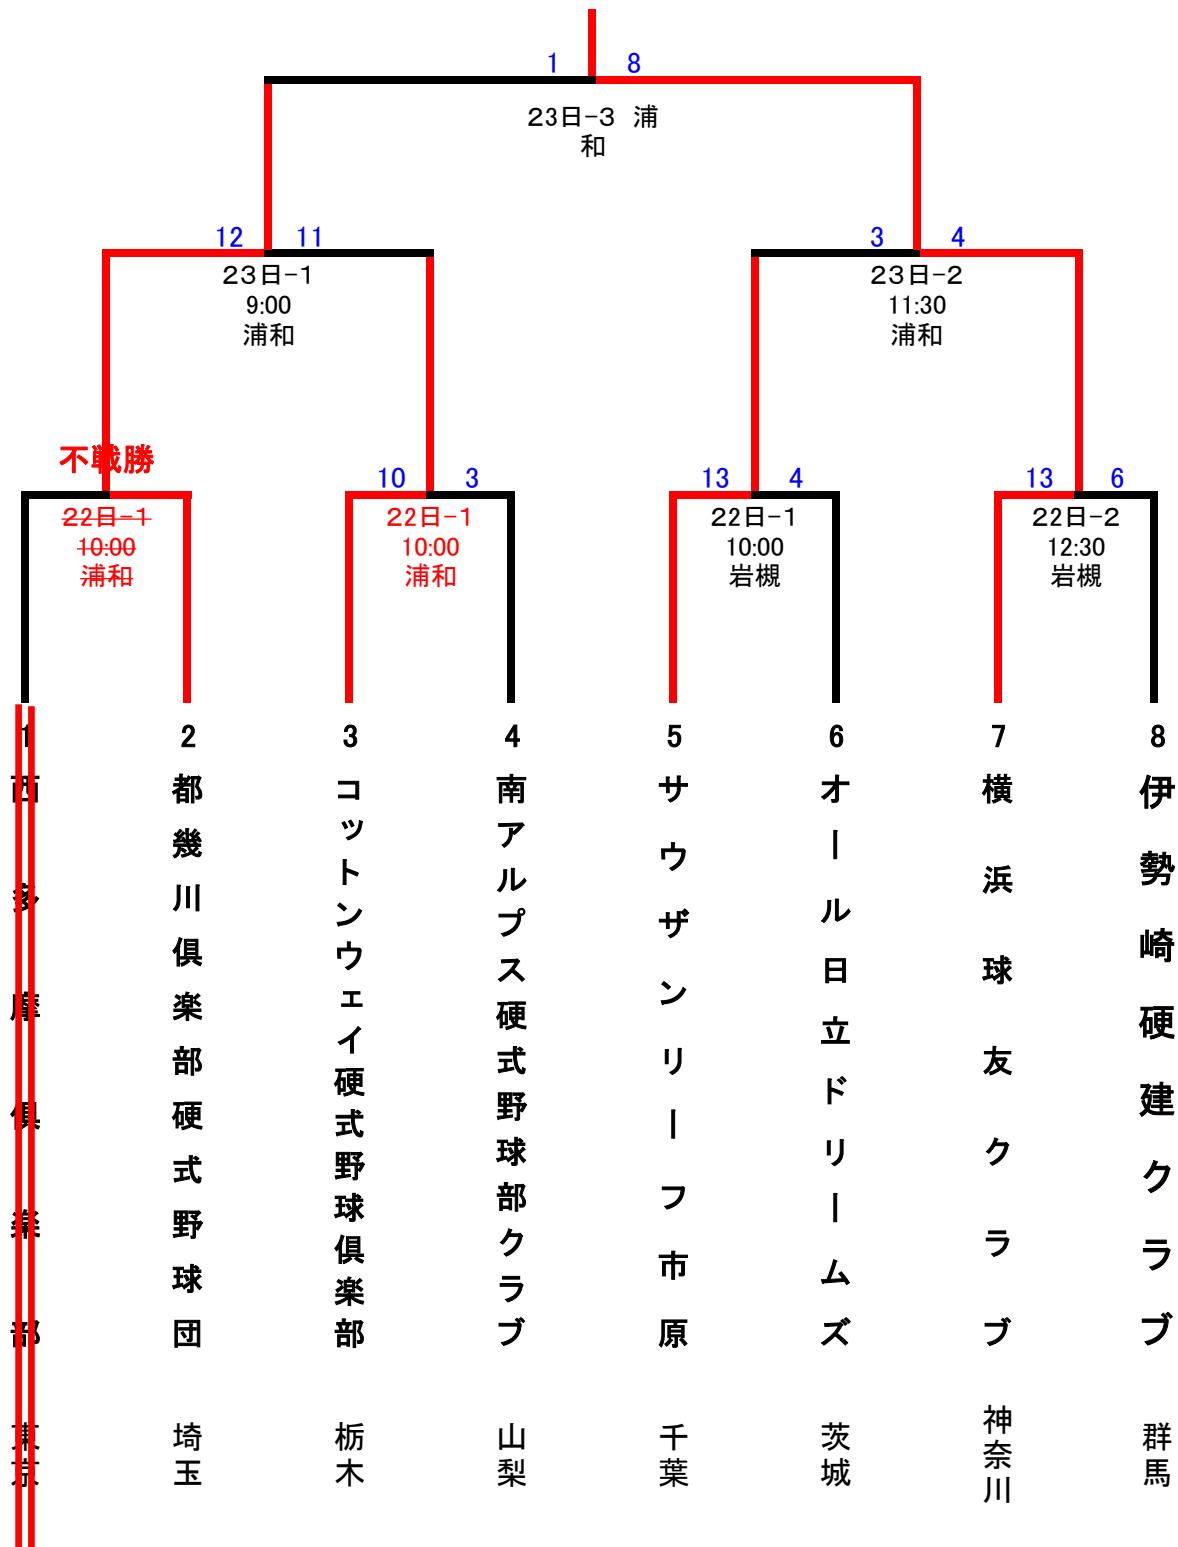 1 8
23日-3 浦
和
12 11
23日-1
9:00
浦和
3 4
23日-2
11:30
浦和
不戦勝
22日-1
10:00
浦和
10 3
22日-1
10:00
浦和
13 4
22日-1
10:00
岩槻
13 6
22日-2
12:30
岩槻
1
西多摩倶楽部
東京
2
都幾川倶楽部硬式野球団
埼玉
3
コットンウェイ硬式野球倶楽部
栃木
4
南アルプス硬式野球部クラブ
山梨
5
サウザンリーフ市原
千葉
6
オール日立ドリームズ
茨城
7
横浜球友クラブ
神奈川
8
伊勢崎硬建クラブ
群馬